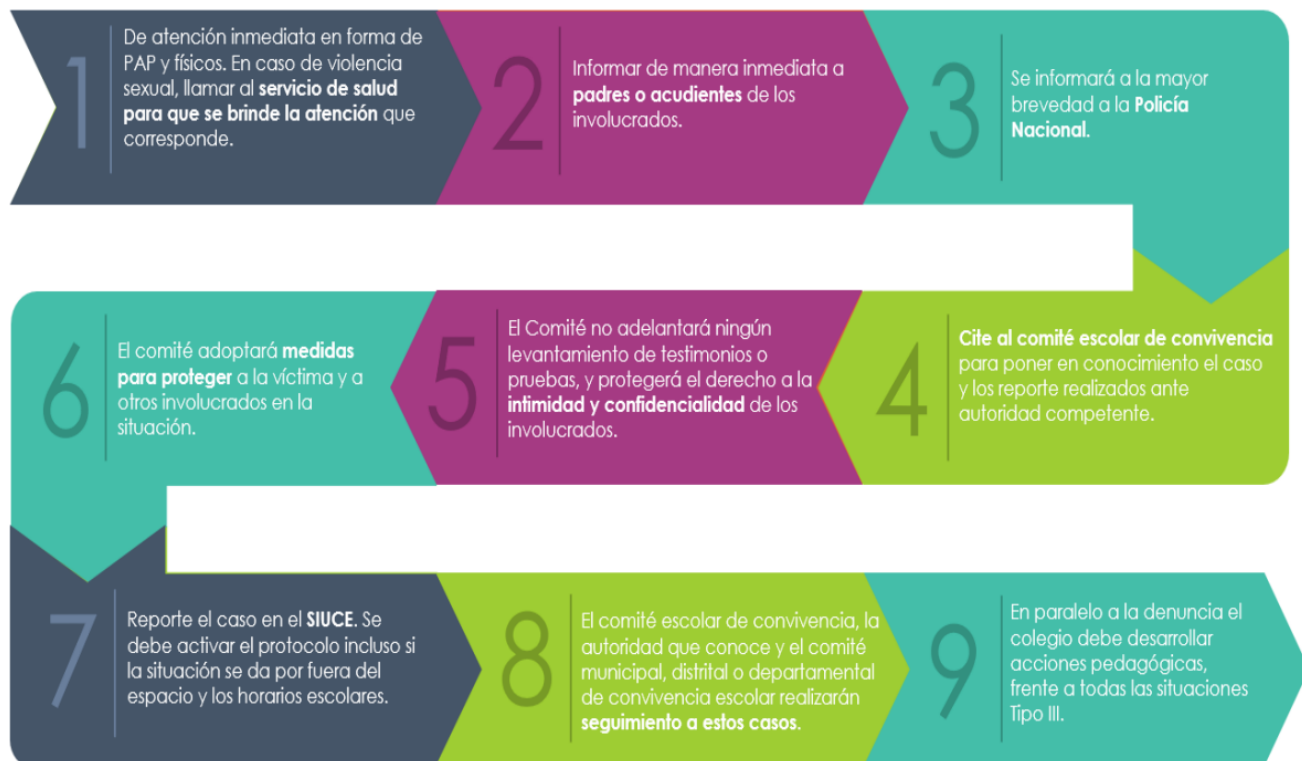 1
De atención inmediata en forma de
PAP y físicos. En caso de violencia
sexual, llamar al servicio de salud
para que se brinde la atención que
corresponde.
2
Informar de manera inmediata a
padres o acudientes de los
involucrados.
3
Se informará a la mayor
brevedad a la Policía
Nacional.
4
Cite al comité escolar de convivencia
para poner en conocimiento el caso
y los reporte realizados ante
autoridad competente.
5
El Comité no adelantará ningún
levantamiento de testimonios o
pruebas, y protegerá el derecho a la
intimidad y confidencialidad de los
involucrados.
6
El comité adoptará medidas
para proteger a la víctima y a
otros involucrados en la
situación.
7
Reporte el caso en el SIUCE. Se
debe activar el protocolo incluso si
la situación se da por fuera del
espacio y los horarios escolares.
8
El comité escolar de convivencia, la
autoridad que conoce y el comité
municipal, distrital o departamental
de convivencia escolar realizarán
seguimiento a estos casos.
9
En paralelo a la denuncia el
colegio debe desarrollar
acciones pedagógicas,
frente a todas las situaciones
Tipo III.